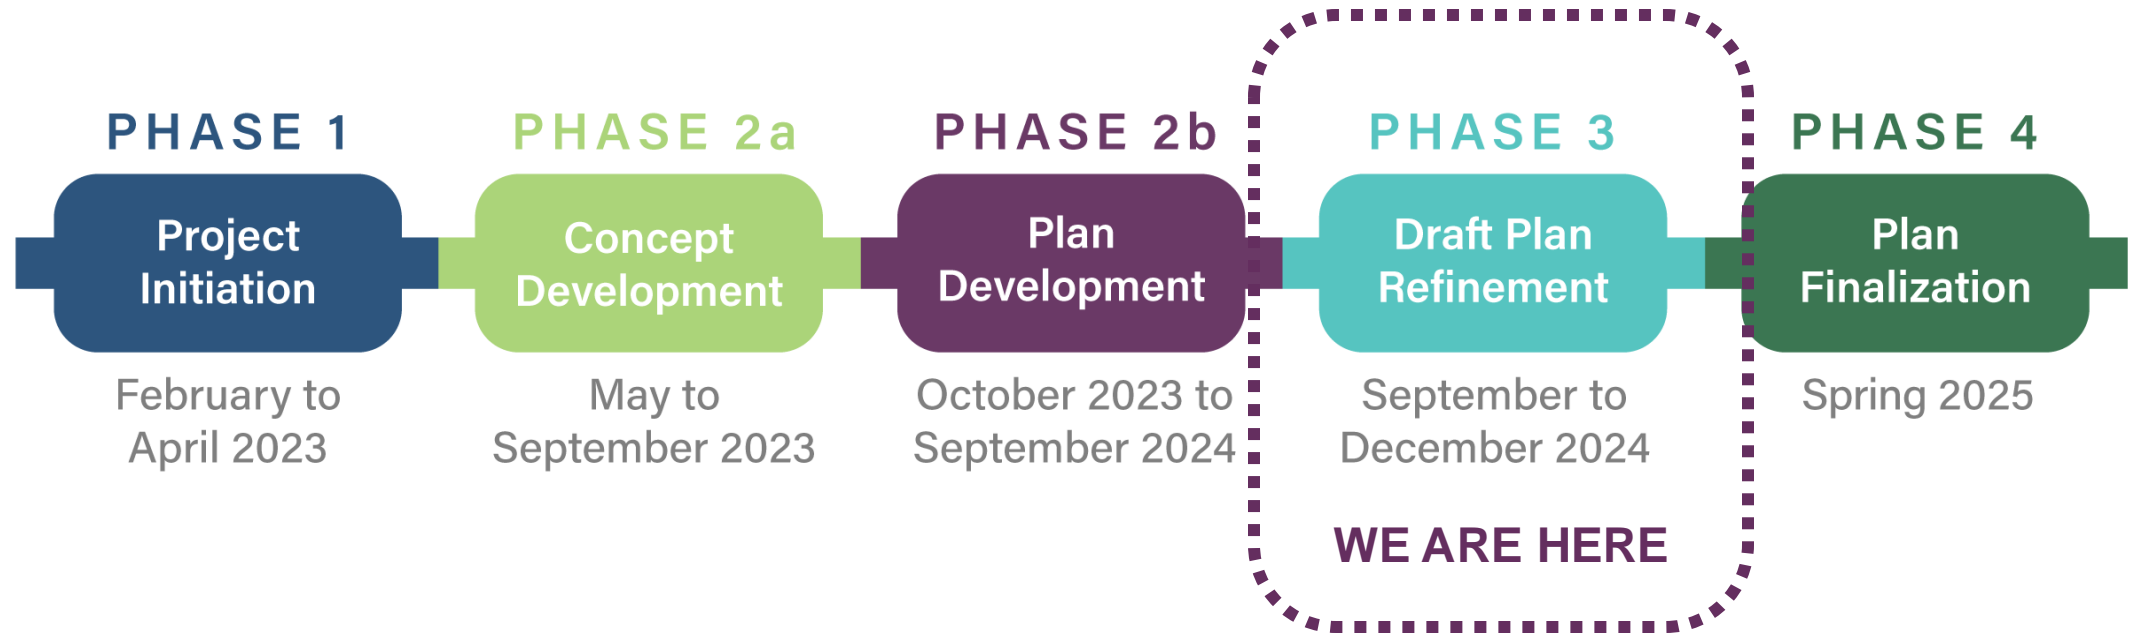 PHASE 1
Project
Initiation
February to
April 2023
PHASE 2a
Concept
Development
May to
September 2023
PHASE 2b
Plan
Development
October 2023 to
September 2024
PHASE 3
Draft Plan
Refinement
September to
December 2024
WE ARE HERE
PHASE 4
Plan
Finalization
Spring 2025